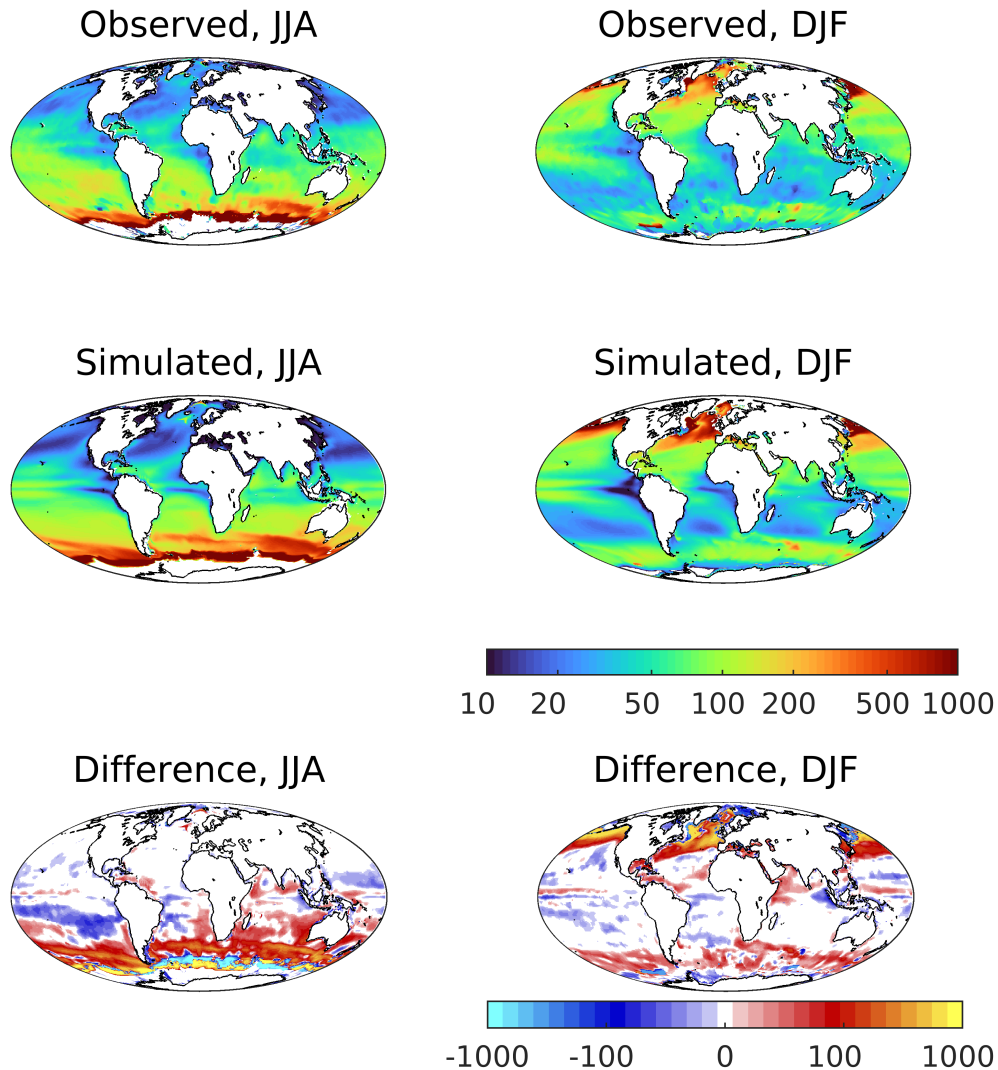 Observed, JJA
Observed, DJF
Simulated, JJA
Simulated, DJF
10 20 50 100 200 500 1000
Difference, JJA
Difference, DJF
-1000 -100 0 100 1000